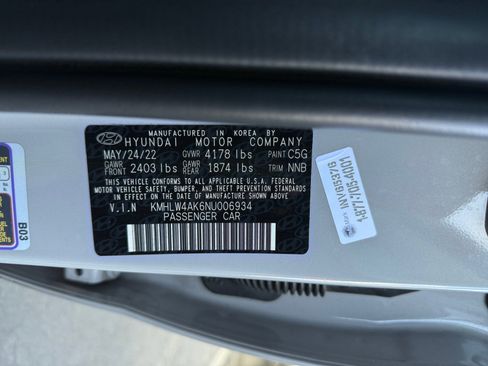 MANUFACTURED IN KOREA BY
HYUNDAI MOTOR COMPANY
MAY/24/22 GVWR 4178 lbs PAINT C5G
GAWR FRONT 2403 lbs GAWR REAR 1874 lbs TRIM NNB
THIS VEHICLE CONFORMS TO ALL APPLICABLE U.S.A. FEDERAL
MOTOR VEHICLE SAFETY, BUMPER, AND THEFT PREVENTION STANDARDS
IN EFFECT ON THE DATE OF MANUFACTURE SHOWN ABOVE.
V.I.N KMHLW4AK6NU006934
PASSENGER CAR
B03